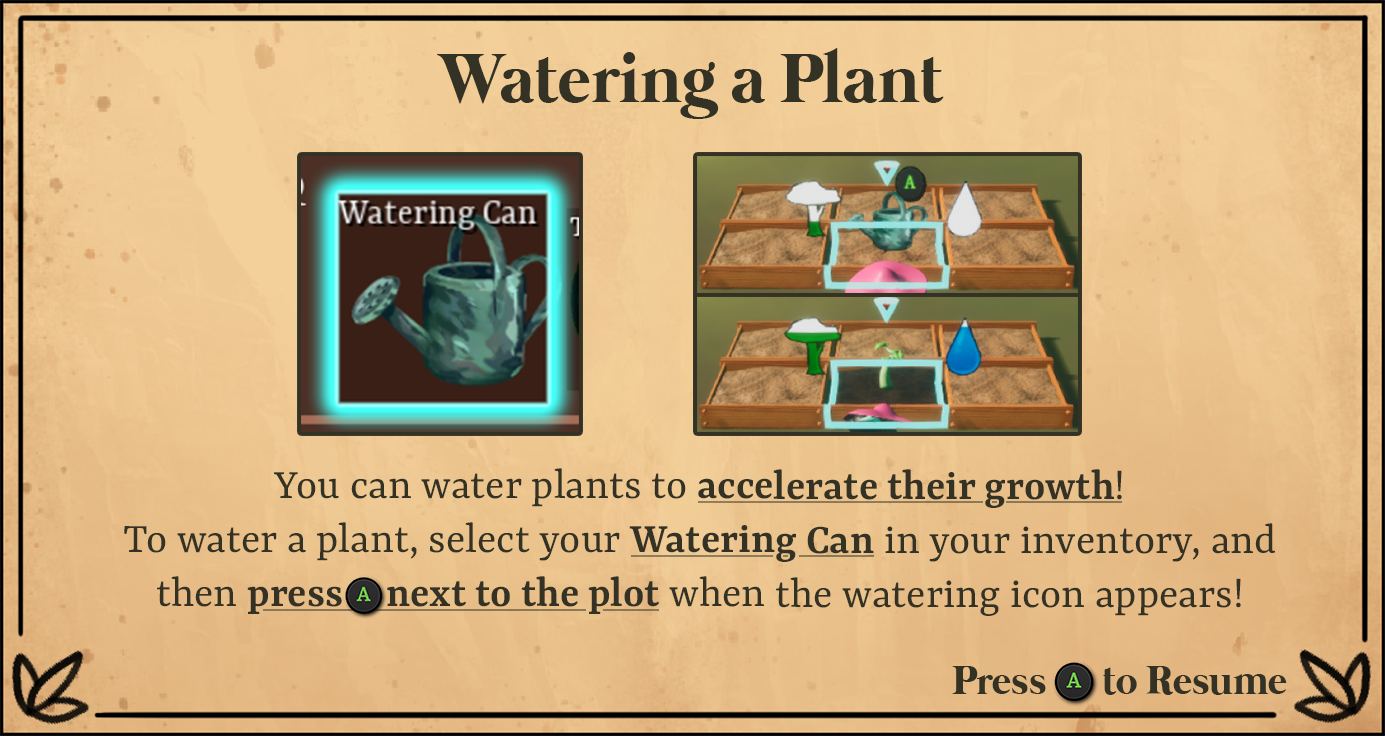 Watering a Plant
Watering Can
A
You can water plants to accelerate their growth!
To water a plant, select your Watering Can in your inventory, and
then press A next to the plot when the watering icon appears!
Press A to Resume